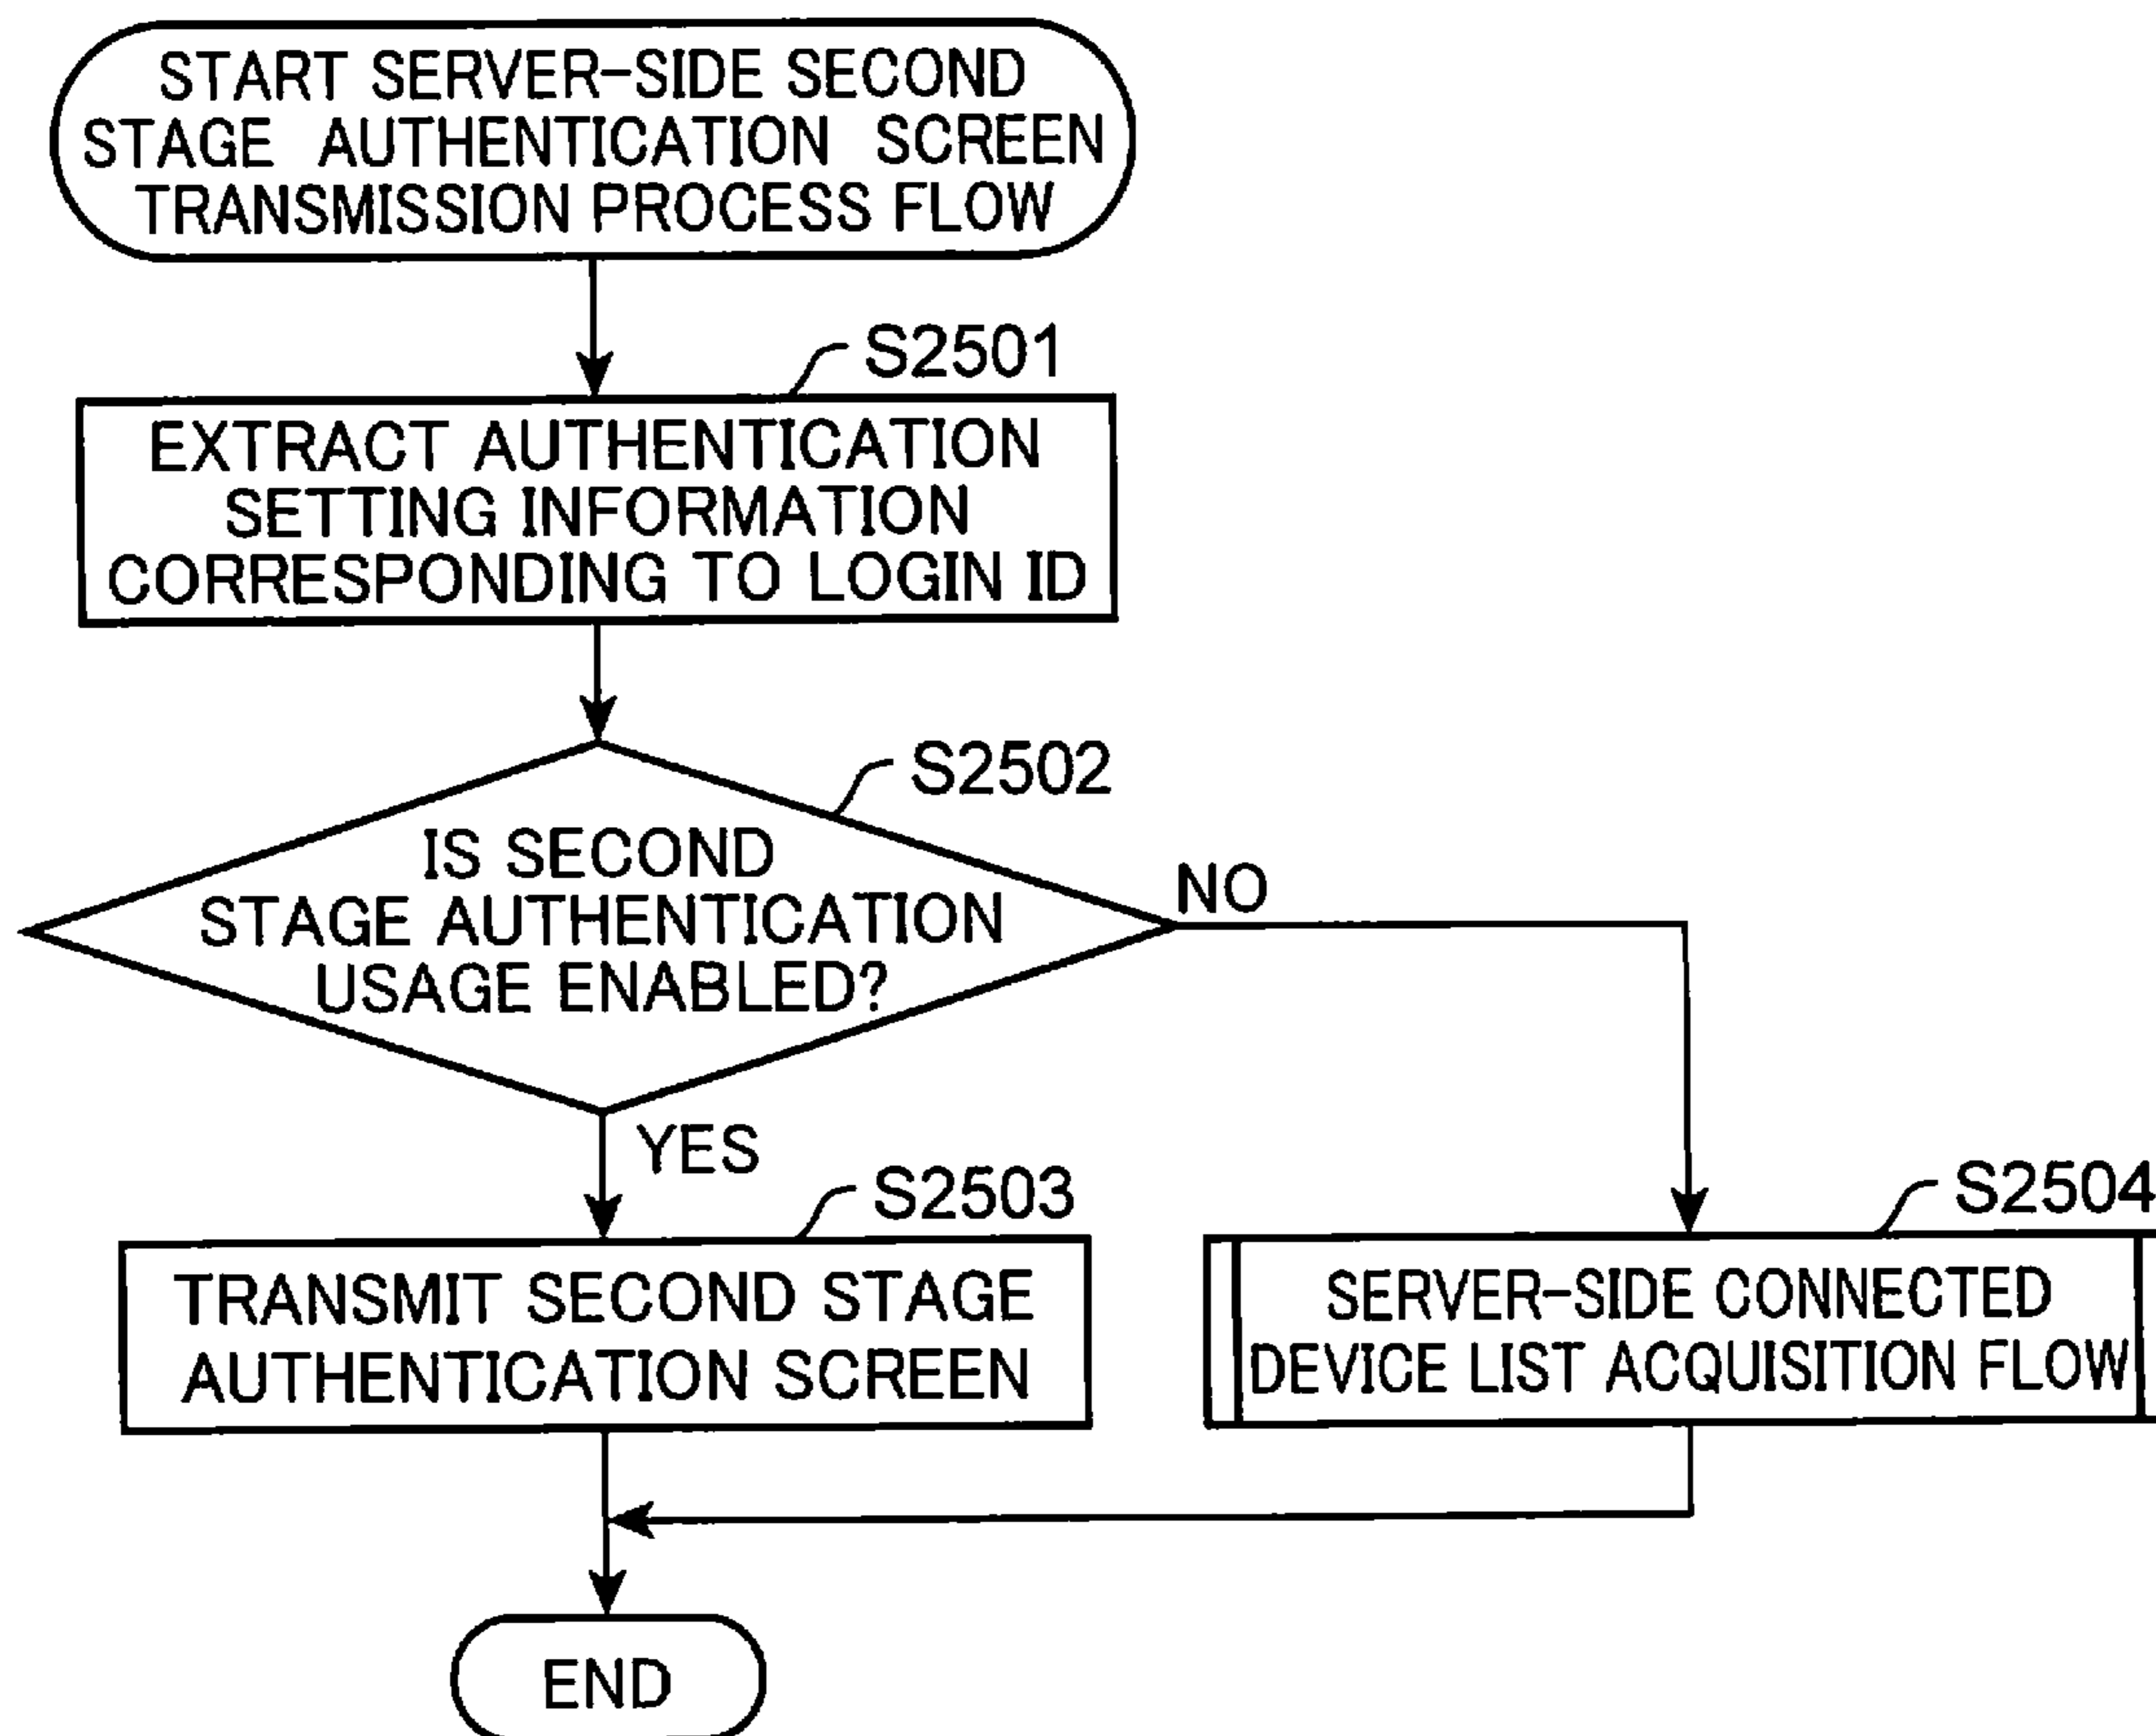 START SERVER-SIDE SECOND
STAGE AUTHENTICATION SCREEN
TRANSMISSION PROCESS FLOW
S2501
EXTRACT AUTHENTICATION
SETTING INFORMATION
CORRESPONDING TO LOGIN ID
S2502
IS SECOND
STAGE AUTHENTICATION
USAGE ENABLED?
NO
YES
S2503
TRANSMIT SECOND STAGE
AUTHENTICATION SCREEN
S2504
SERVER-SIDE CONNECTED
DEVICE LIST ACQUISITION FLOW
END